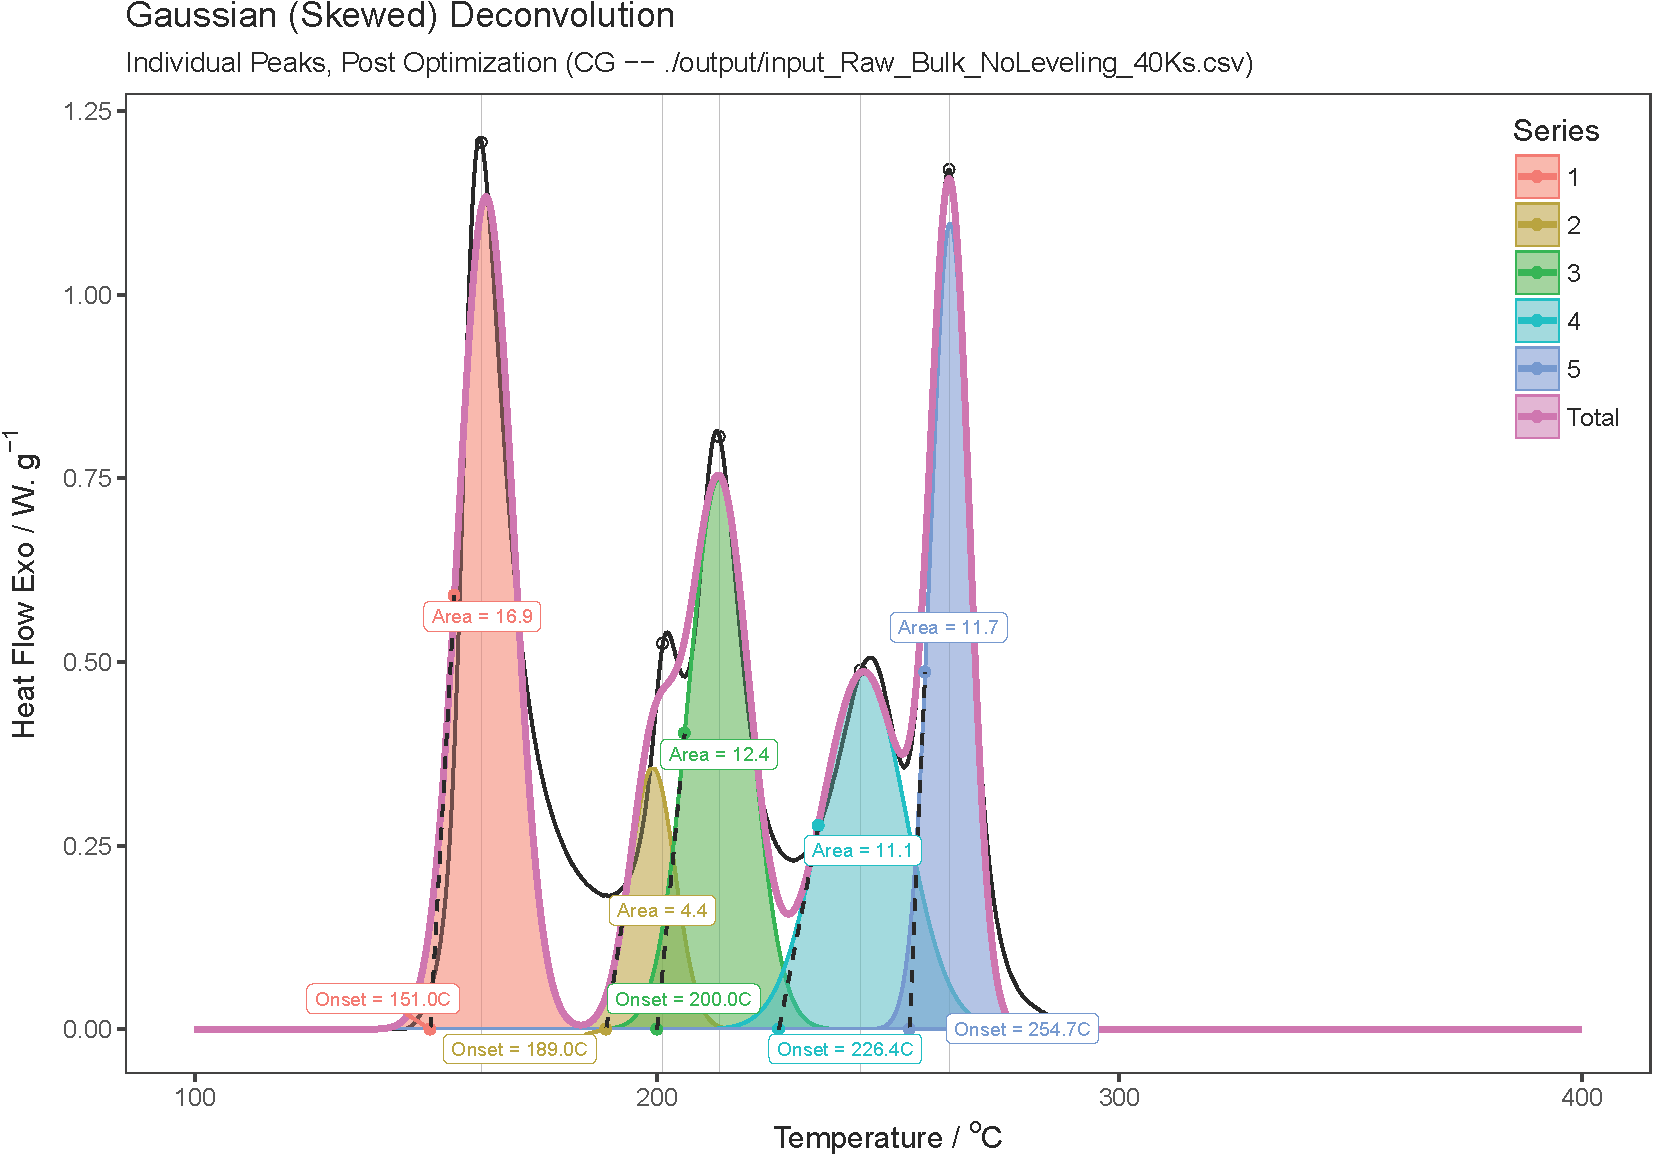 Gaussian (Skewed) Deconvolution
Individual Peaks, Post Optimization (CG −− ./output/input_Raw_Bulk_NoLeveling_40Ks.csv)
1.25
1.00
0.75
0.50
0.25
0.00
Heat Flow Exo / W. g⁻¹
Series
1
2
3
4
5
Total
Area = 16.9
Area = 11.7
Area = 12.4
Area = 11.1
Area = 4.4
Onset = 151.0C
Onset = 200.0C
Onset = 254.7C
Onset = 189.0C
Onset = 226.4C
100
200
300
400
Temperature / °C